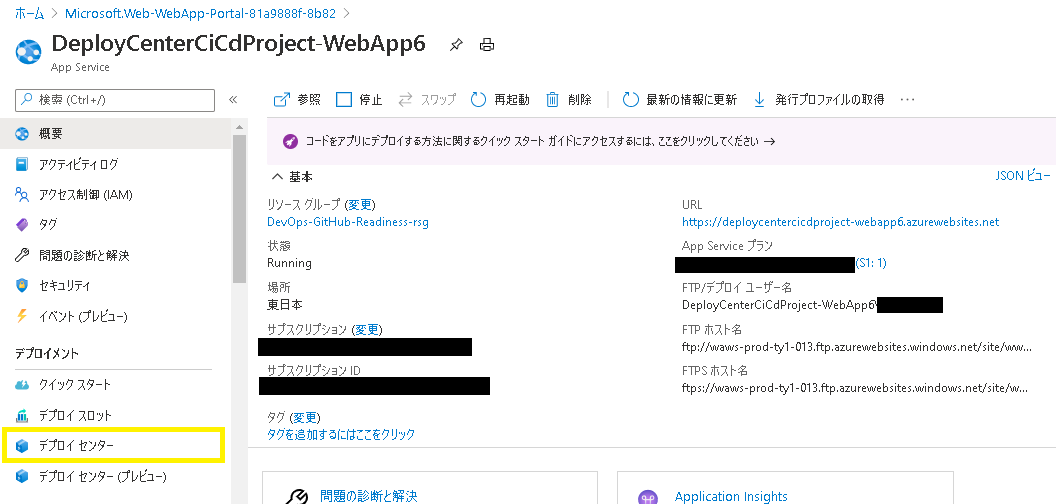 ホーム > Microsoft.Web-WebApp-Portal-81a9888f-8b82 >
DeployCenterCiCdProject-WebApp6
App Service
検索 (Ctrl+/)
«
参照 停止 スワップ 再起動 削除 最新の情報に更新 発行プロファイルの取得 ···
概要
アクティビティ ログ
アクセス制御 (IAM)
タグ
問題の診断と解決
セキュリティ
イベント (プレビュー)
デプロイメント
クイック スタート
デプロイ スロット
デプロイ センター
デプロイ センター (プレビュー)
コードをアプリにデプロイする方法に関するクイック スタート ガイドにアクセスするには、ここをクリックしてください →
基本
JSON ビュー
リソース グループ (変更)
DevOps-GitHub-Readiness-rsg
状態
Running
場所
東日本
サブスクリプション (変更)
サブスクリプション ID
タグ (変更)
タグを追加するにはここをクリック
URL
https://deploycentercicdproject-webapp6.azurewebsites.net
App Service プラン
(S1: 1)
FTP/デプロイ ユーザー名
DeployCenterCiCdProject-WebApp6
FTP ホスト名
ftp://waws-prod-ty1-013.ftp.azurewebsites.windows.net/site/ww...
FTPS ホスト名
ftps://waws-prod-ty1-013.ftp.azurewebsites.windows.net/site/w...
問題の診断と解決
Application Insights